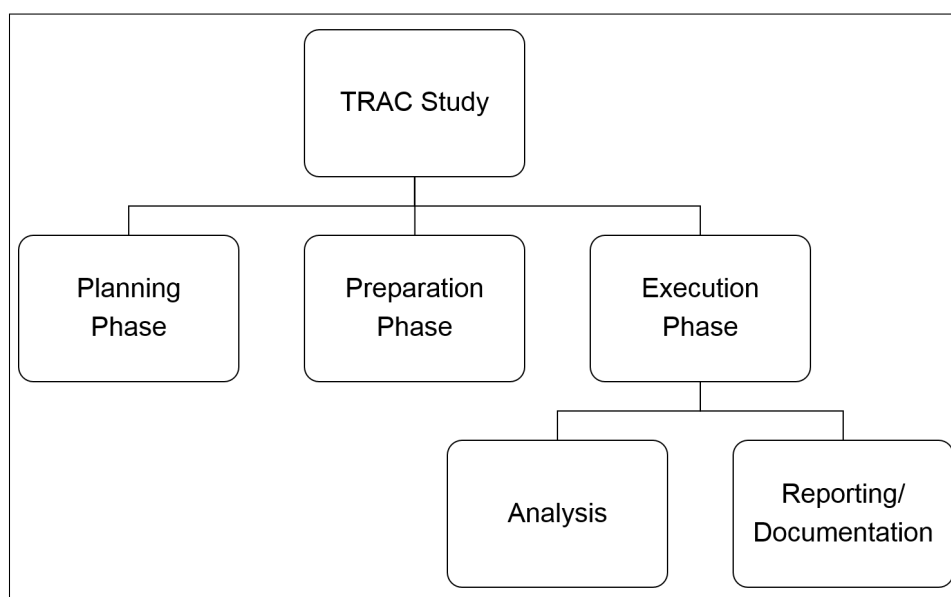 TRAC Study
Planning
Phase
Preparation
Phase
Execution
Phase
Analysis
Reporting/
Documentation